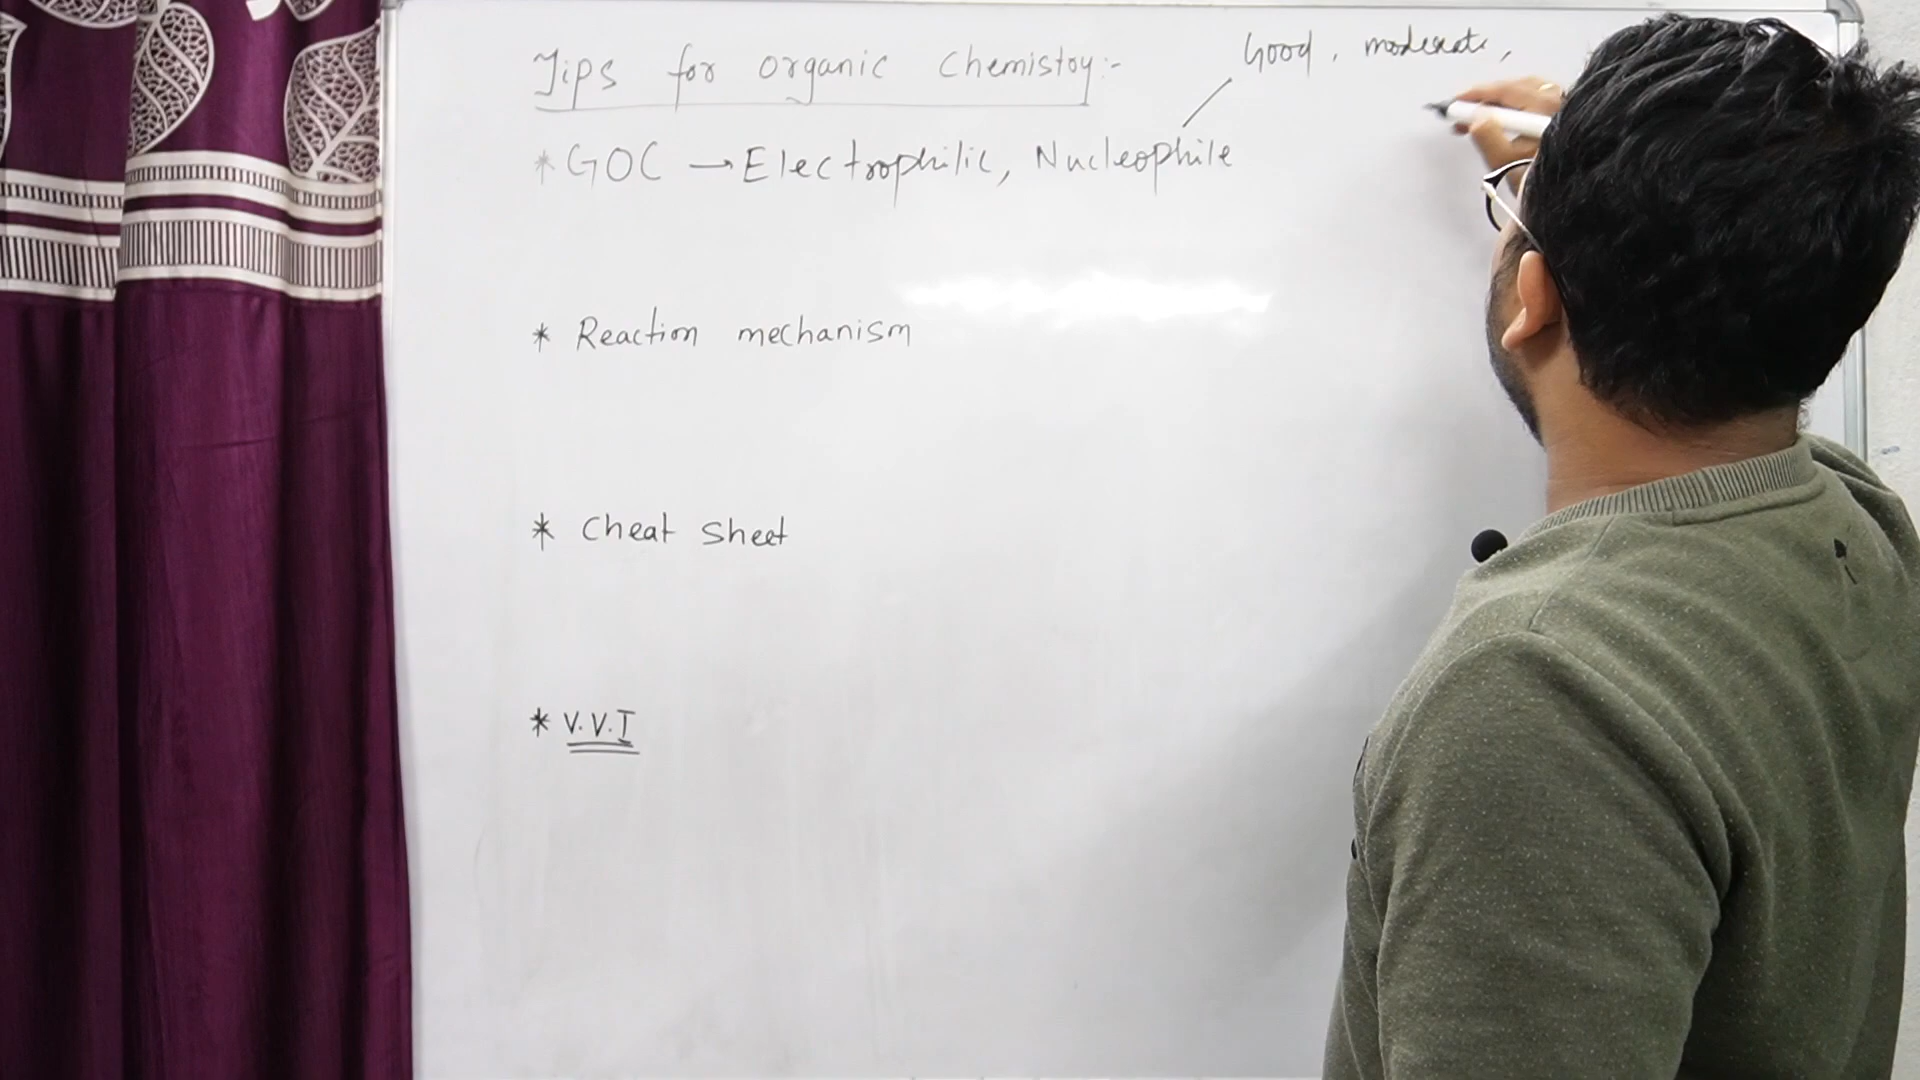 Tips for organic chemistry:-
Good, moderate,
* GOC → Electrophilic, Nucleophile
* Reaction mechanism
* Cheat Sheet
* V.V.I